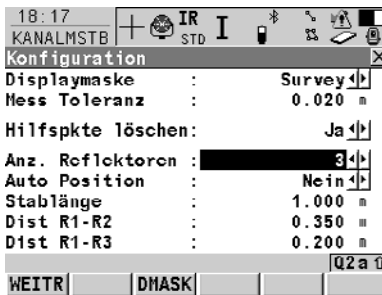 18:17
KANALMSTB
IR
STD
I
Konfiguration
Displaymaske : Survey
Mess Toleranz : 0.020 m
Hilfspkte löschen: Ja
Anz. Reflektoren : 3
Auto Position : Nein
Stablänge : 1.000 m
Dist R1-R2 : 0.350 m
Dist R1-R3 : 0.200 m
Q2a
WEITR DMASK